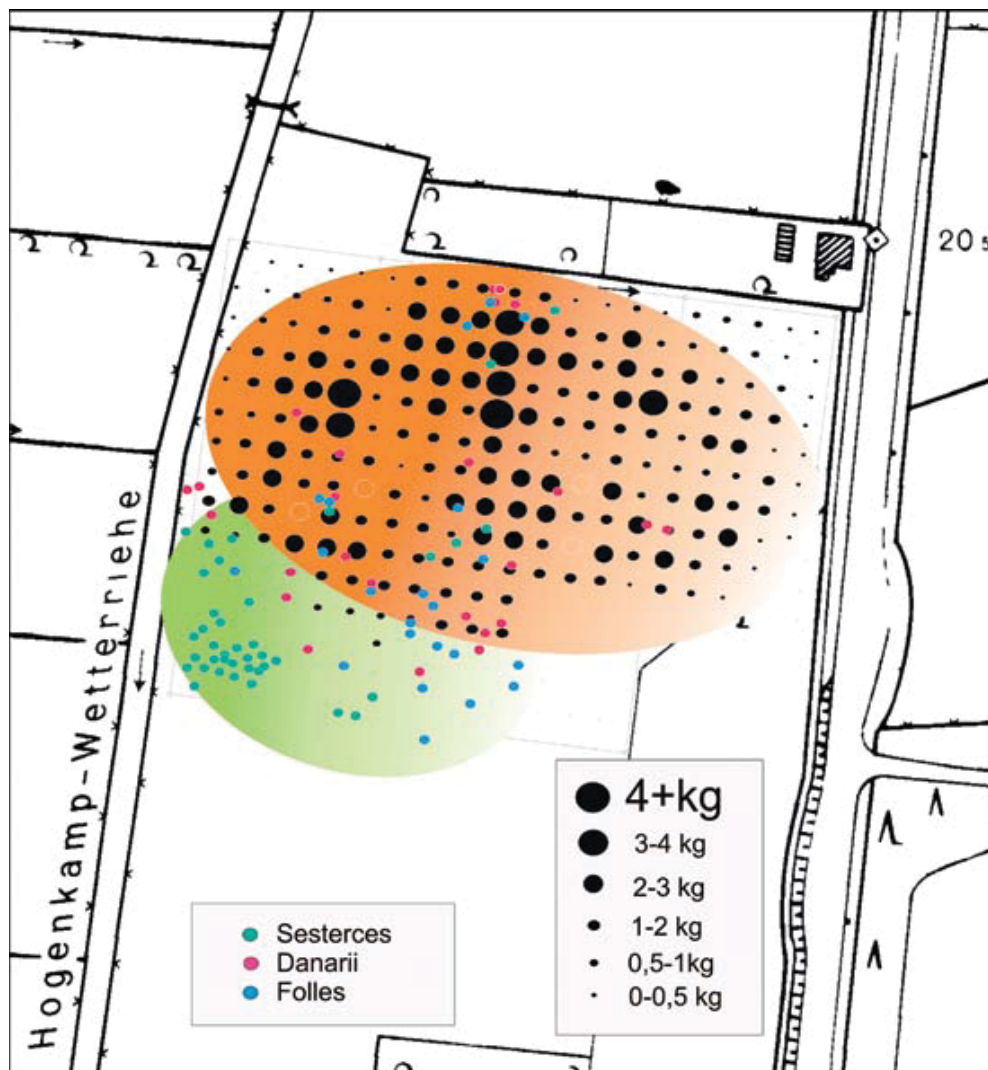 20 5
Hogenkamp-Wetterriehe
4+kg
3-4 kg
2-3 kg
1-2 kg
0,5-1kg
0-0,5 kg
Sesterces
Danarii
Folles